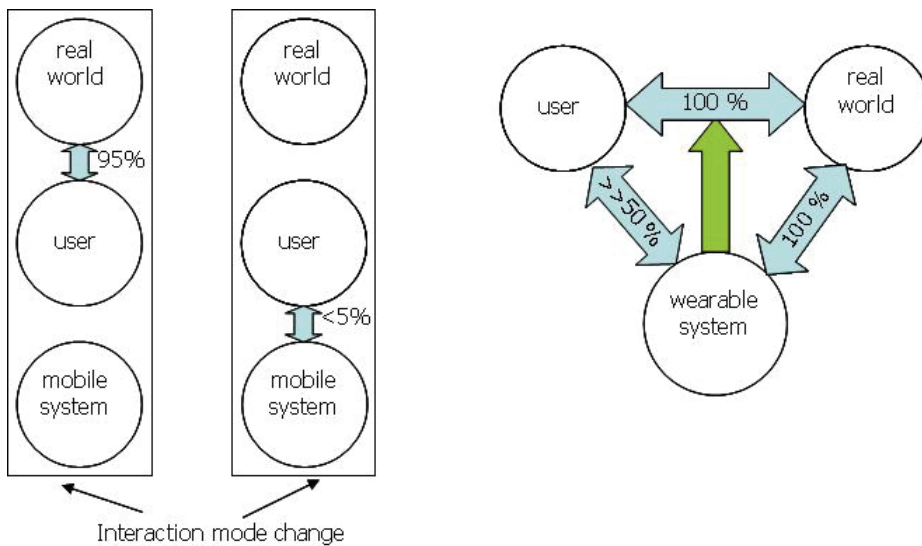 real
world
95%
user
mobile
system
real
world
user
<5%
mobile
system
Interaction mode change
user
100 %
real
world
>>50%
100 %
wearable
system